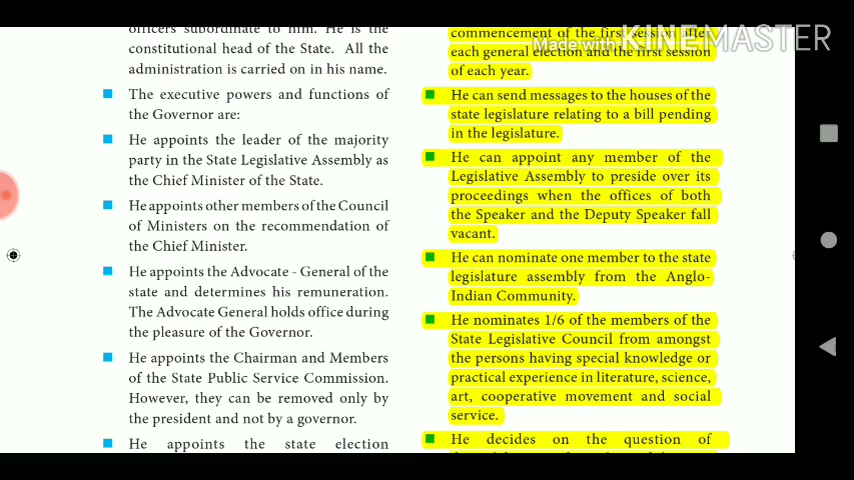 officers subordinate to him. He is the
constitutional head of the State. All the
administration is carried on in his name.
The executive powers and functions of
the Governor are:
He appoints the leader of the majority
party in the State Legislative Assembly as
the Chief Minister of the State.
He appoints other members of the Council
of Ministers on the recommendation of
the Chief Minister.
He appoints the Advocate - General of the
state and determines his remuneration.
The Advocate General holds office during
the pleasure of the Governor.
He appoints the Chairman and Members
of the State Public Service Commission.
However, they can be removed only by
the president and not by a governor.
He appoints the state election
commencement of the first session after
each general election and the first session
of each year.
He can send messages to the houses of the
state legislature relating to a bill pending
in the legislature.
He can appoint any member of the
Legislative Assembly to preside over its
proceedings when the offices of both
the Speaker and the Deputy Speaker fall
vacant.
He can nominate one member to the state
legislature assembly from the Anglo-
Indian Community.
He nominates 1/6 of the members of the
State Legislative Council from amongst
the persons having special knowledge or
practical experience in literature, science,
art, cooperative movement and social
service.
He decides on the question of
Made with KINEMASTER